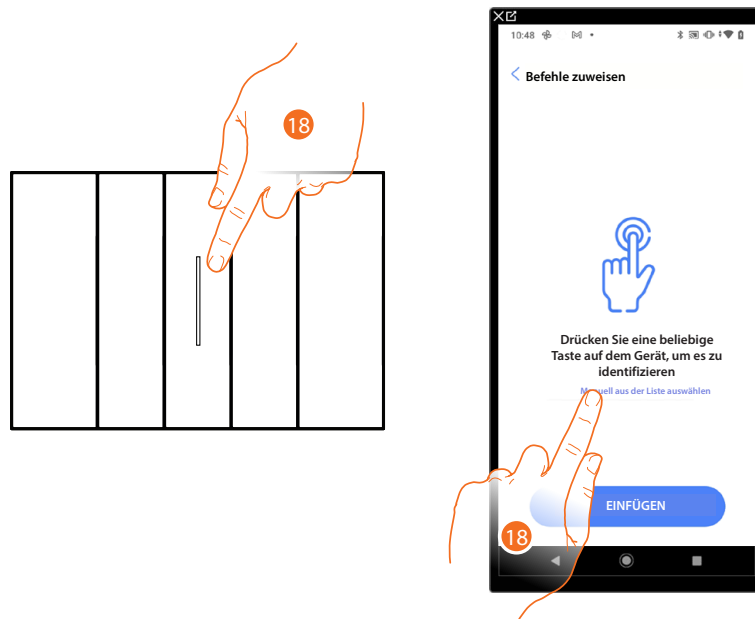 18
10:48
Befehle zuweisen
Drücken Sie eine beliebige
Taste auf dem Gerät, um es zu
identifizieren
aus der Liste auswählen
EINFÜGEN
18